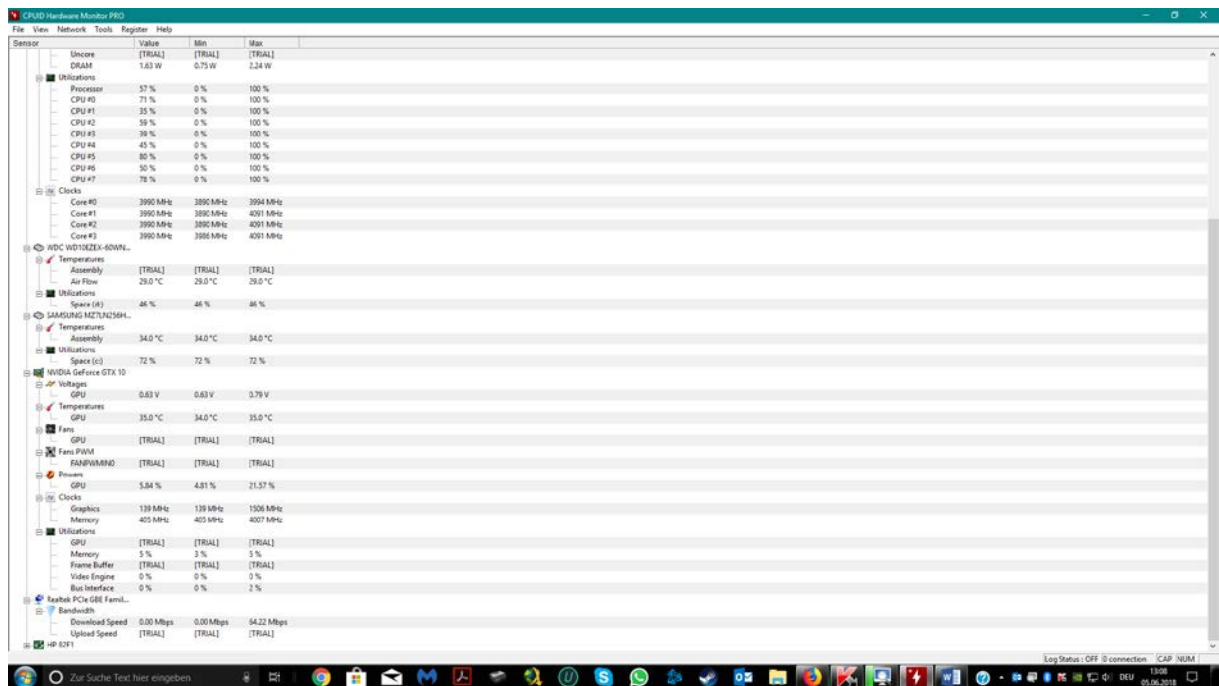 CPUID Hardware Monitor PRO
File View Network Tools Register Help
Sensor Value Min Max
Uncore [TRIAL] [TRIAL] [TRIAL]
DRAM 1.63 W 0.75 W 2.24 W
Utilizations
Processor 57 % 0 % 100 %
CPU #0 71 % 0 % 100 %
CPU #1 35 % 0 % 100 %
CPU #2 59 % 0 % 100 %
CPU #3 39 % 0 % 100 %
CPU #4 45 % 0 % 100 %
CPU #5 80 % 0 % 100 %
CPU #6 50 % 0 % 100 %
CPU #7 78 % 0 % 100 %
Clocks
Core #0 3990 MHz 3890 MHz 3994 MHz
Core #1 3990 MHz 3890 MHz 4091 MHz
Core #2 3990 MHz 3890 MHz 4091 MHz
Core #3 3990 MHz 3986 MHz 4091 MHz
WDC WD10EZEX-60WN...
Temperatures
Assembly [TRIAL] [TRIAL] [TRIAL]
Air Flow 29.0 °C 29.0 °C 29.0 °C
Utilizations
Space (d:) 46 % 46 % 46 %
SAMSUNG MZ7LN256H...
Temperatures
Assembly 34.0 °C 34.0 °C 34.0 °C
Utilizations
Space (c:) 72 % 72 % 72 %
NVIDIA GeForce GTX 10
Voltages
GPU 0.63 V 0.63 V 0.79 V
Temperatures
GPU 35.0 °C 34.0 °C 35.0 °C
Fans
GPU [TRIAL] [TRIAL] [TRIAL]
Fans PWM
FANPWMIN0 [TRIAL] [TRIAL] [TRIAL]
Powers
GPU 5.84 % 4.81 % 21.57 %
Clocks
Graphics 139 MHz 139 MHz 1506 MHz
Memory 405 MHz 405 MHz 4007 MHz
Utilizations
GPU [TRIAL] [TRIAL] [TRIAL]
Memory 5 % 3 % 5 %
Frame Buffer [TRIAL] [TRIAL] [TRIAL]
Video Engine 0 % 0 % 0 %
Bus Interface 0 % 0 % 2 %
Realtek PCIe GBE Famil...
Bandwidth
Download Speed 0.00 Mbps 0.00 Mbps 54.22 Mbps
Upload Speed [TRIAL] [TRIAL] [TRIAL]
HP 82F1
Log Status : OFF 0 connection CAP NUM
Zur Suche Text hier eingeben DEU 13:08
05.06.2018